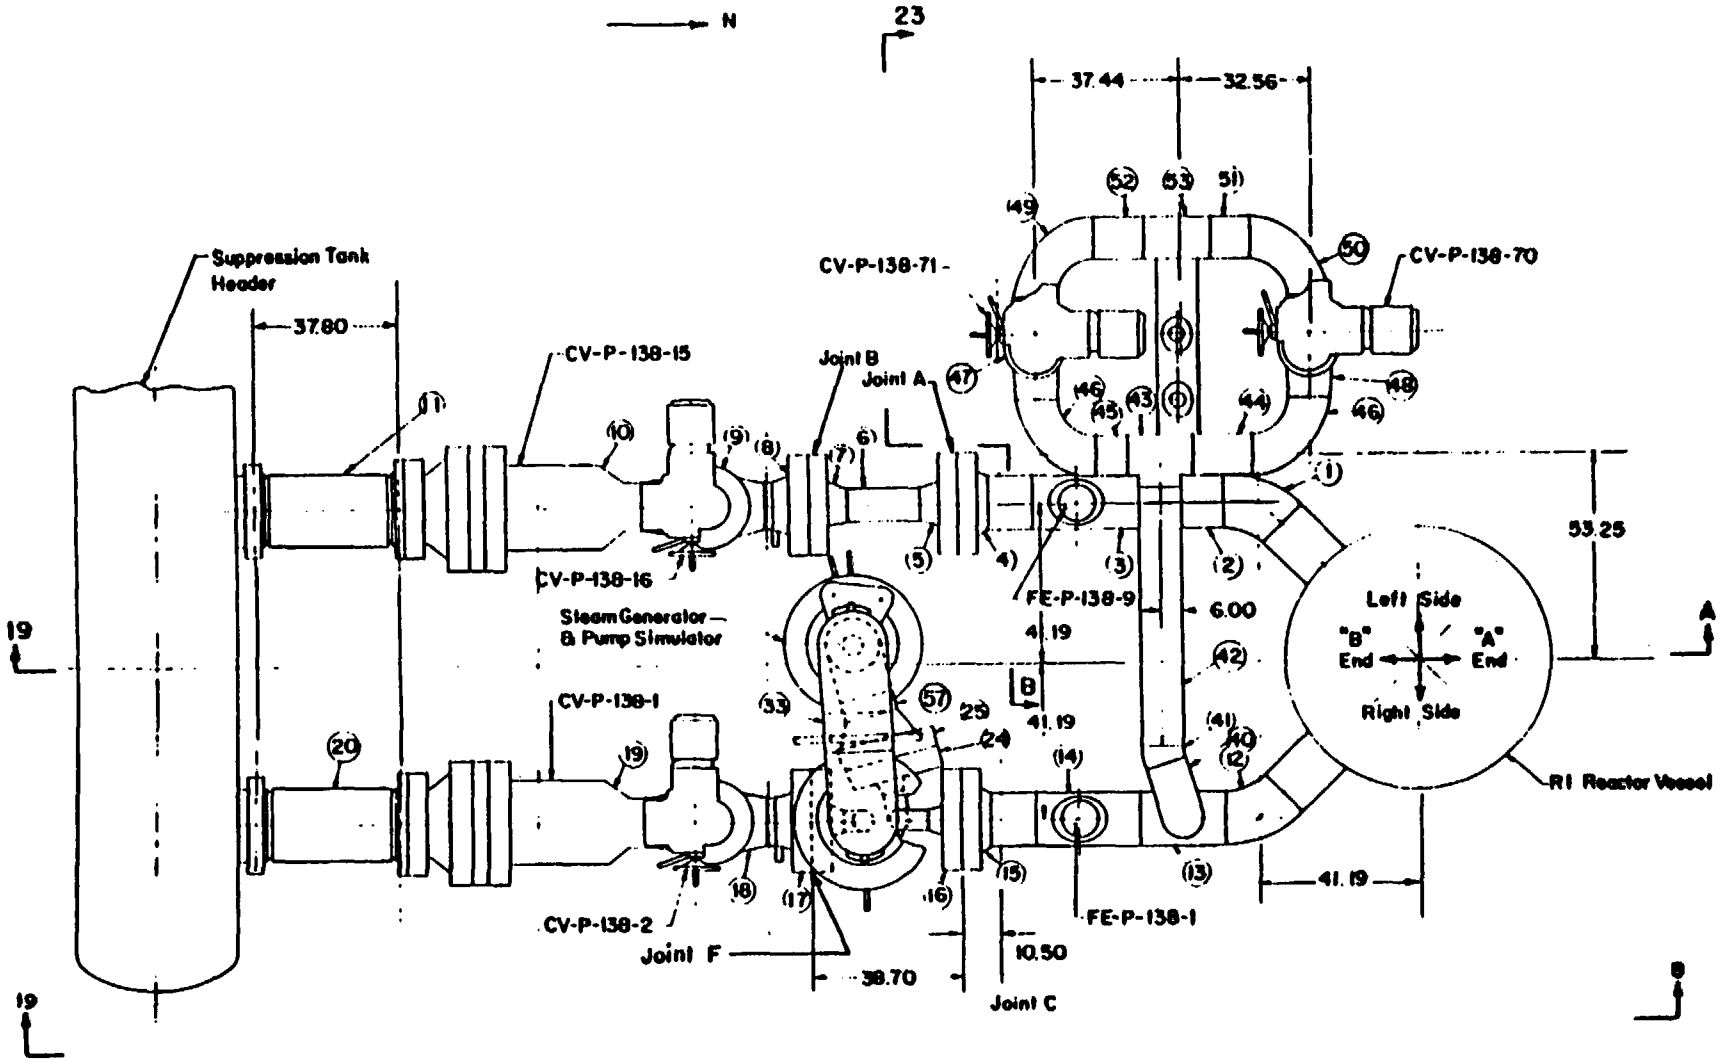 N
23
37.44
32.56
52
53
51
49
50
CV-P-138-70
CV-P-138-71
Suppression Tank
Header
37.80
CV-P-138-15
Joint B
Joint A
47
48
46
46
45
43
44
11
10
9
8
7
6
1
53.25
5
4
3
2
CV-P-138-16
FE-P-138-9
6.00
41.19
Steam Generator
& Pump Simulator
Left Side
"B"
End
"A"
End
Right Side
19
A
42
B
41.19
CV-P-138-1
33
57
25
24
41
40
12
14
20
19
R1 Reactor Vessel
18
17
16
15
13
41.19
CV-P-138-2
FE-P-138-1
Joint F
10.50
38.70
Joint C
19
B